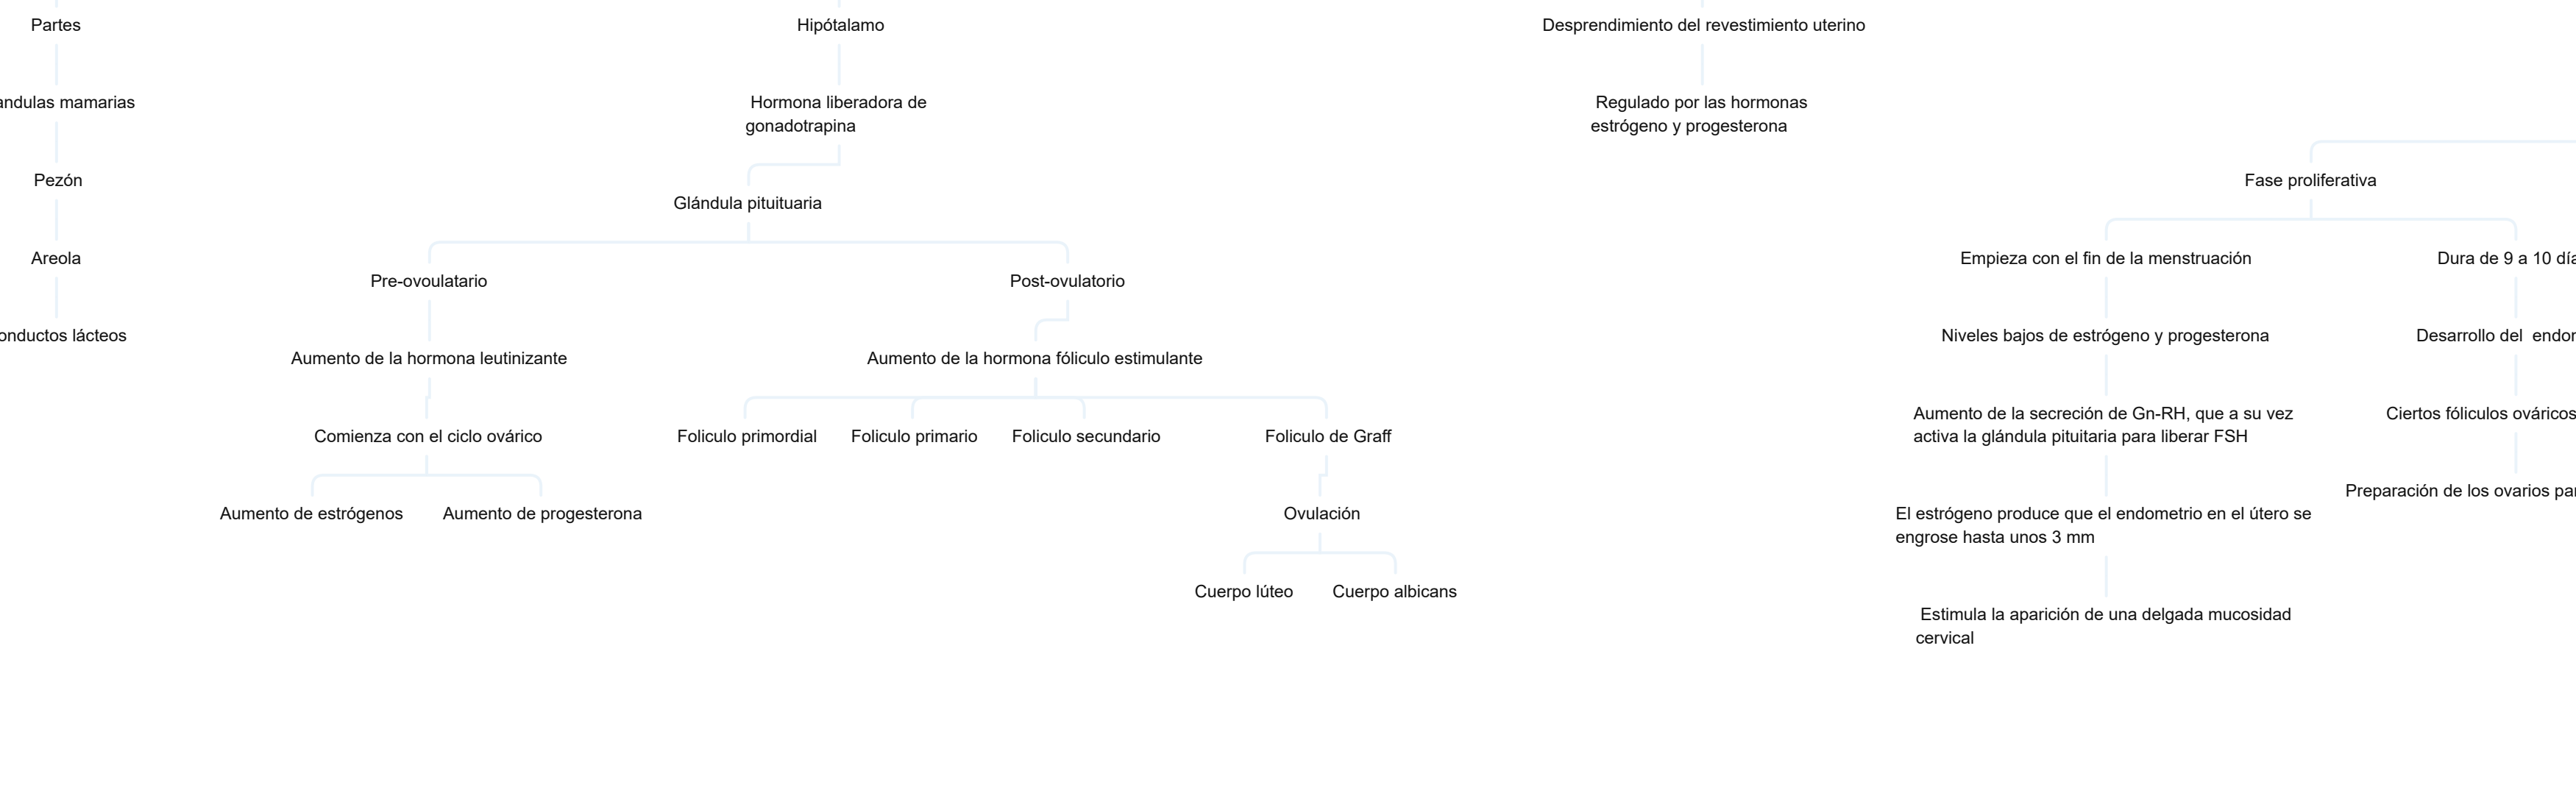 Partes
andulas mamarias
Pezón
Areola
onductos lácteos
Hipótalamo
Hormona liberadora de
gonadotrapina
Glándula pituituaria
Pre-ovoulatario
Aumento de la hormona leutinizante
Comienza con el ciclo ovárico
Aumento de estrógenos
Aumento de progesterona
Post-ovulatorio
Aumento de la hormona fóliculo estimulante
Foliculo primordial
Foliculo primario
Foliculo secundario
Foliculo de Graff
Ovulación
Cuerpo lúteo
Cuerpo albicans
Desprendimiento del revestimiento uterino
Regulado por las hormonas
estrógeno y progesterona
Fase proliferativa
Empieza con el fin de la menstruación
Niveles bajos de estrógeno y progesterona
Aumento de la secreción de Gn-RH, que a su vez
activa la glándula pituitaria para liberar FSH
El estrógeno produce que el endometrio en el útero se
engrose hasta unos 3 mm
Estimula la aparición de una delgada mucosidad
cervical
Dura de 9 a 10 día
Desarrollo del endor
Ciertos fóliculos ováricos
Preparación de los ovarios par